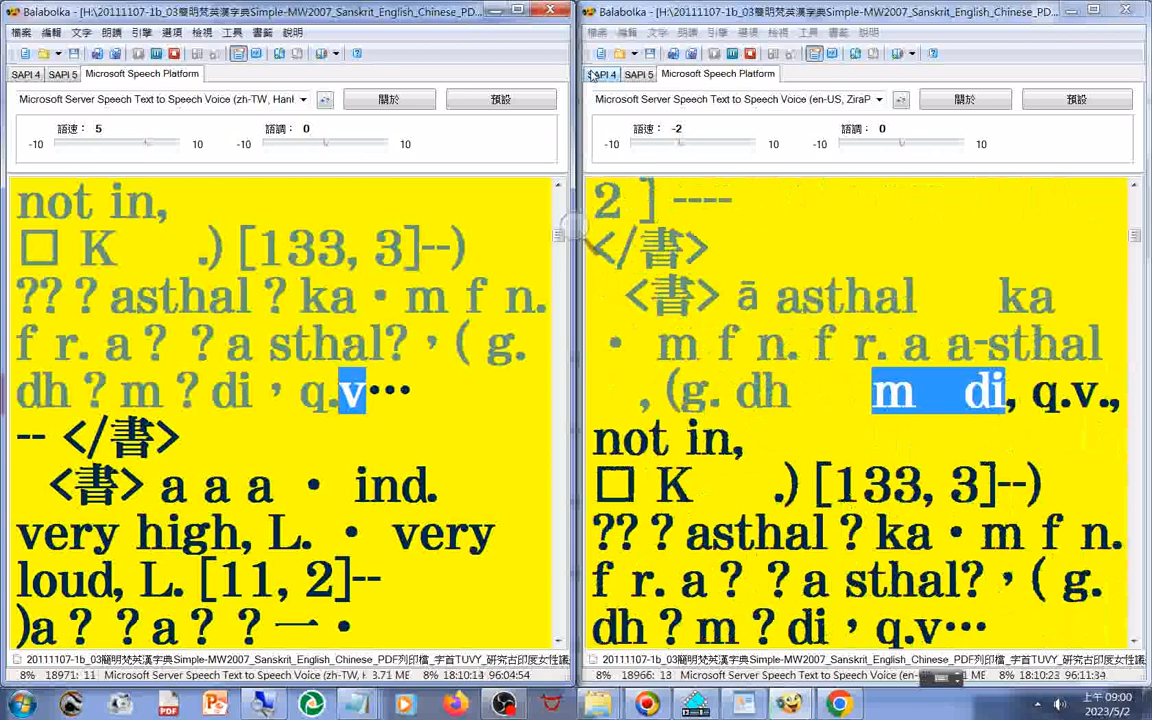 Balabolka - [H:\20111107-1b_03簡明梵英漢字典Simple-MW2007_Sanskrit_English_Chinese_PD...
檔案 編輯 文字 朗讀 引擎 選項 檢視 工具 書籤 說明
SAPI 4 SAPI 5 Microsoft Speech Platform
Microsoft Server Speech Text to Speech Voice (zh-TW, Hanl
關於 預設
語速： 5 語調： 0
-10 10 -10 10
not in,
□ K .) [133, 3]--)
?? ? asthal ? ka • m f n.
f r. a ? ? a sthal? ，( g.
dh ? m ? di ，q.v…
-- </書>
<書> a a a • ind.
very high, L. • very
loud, L. [11, 2]--
)a ? ? a ? ? 一 •
20111107-1b_03簡明梵英漢字典Simple-MW2007_Sanskrit_English_Chinese_PDF列印檔_字首TUVY_研究古印度女性議
8% 18971: 11 Microsoft Server Speech Text to Speech Voice (zh-TW, 3.71 ME 8% 18:10:14 96:04:54
Balabolka - [H:\20111107-1b_03簡明梵英漢字典Simple-MW2007_Sanskrit_English_Chinese_PDF...
檔案 編輯 文字 朗讀 引擎 選項 檢視 工具 書籤 說明
SAPI 4 SAPI 5 Microsoft Speech Platform
Microsoft Server Speech Text to Speech Voice (en-US, ZiraP
關於 預設
語速： -2 語調： 0
-10 10 -10 10
2 ] ----
</書>
<書> ā asthal ka
• m f n. f r. a a-sthal
, (g. dh m di, q.v.,
not in,
□ K .) [133, 3]--)
?? ? asthal ? ka • m f n.
f r. a ? ? a sthal? ，( g.
dh ? m ? di ，q.v…
20111107-1b_03簡明梵英漢字典Simple-MW2007_Sanskrit_English_Chinese_PDF列印檔_字首TUVY_研究古印度女性議
8% 18966: 13 Microsoft Server Speech Text to Speech Voice (en- 8% 18:10:23 96:11:34
上午 09:00
2023/5/2